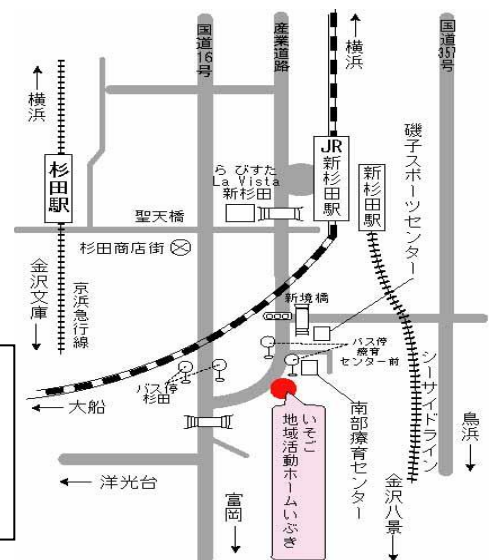 国道16号
産業道路
国道357号
↑横浜
↑横浜
杉田駅
JR新杉田駅
新杉田駅
磯子スポーツセンター
らびすた
La Vista
新杉田
聖天橋
杉田商店街
金沢文庫
京浜急行線
新境橋
バス停
療育
センター前
バス停
杉田
シーサイドライン
←大船
いそご
地域活動ホームいぶき
南部療育センター
鳥浜
←洋光台
富岡
金沢八景